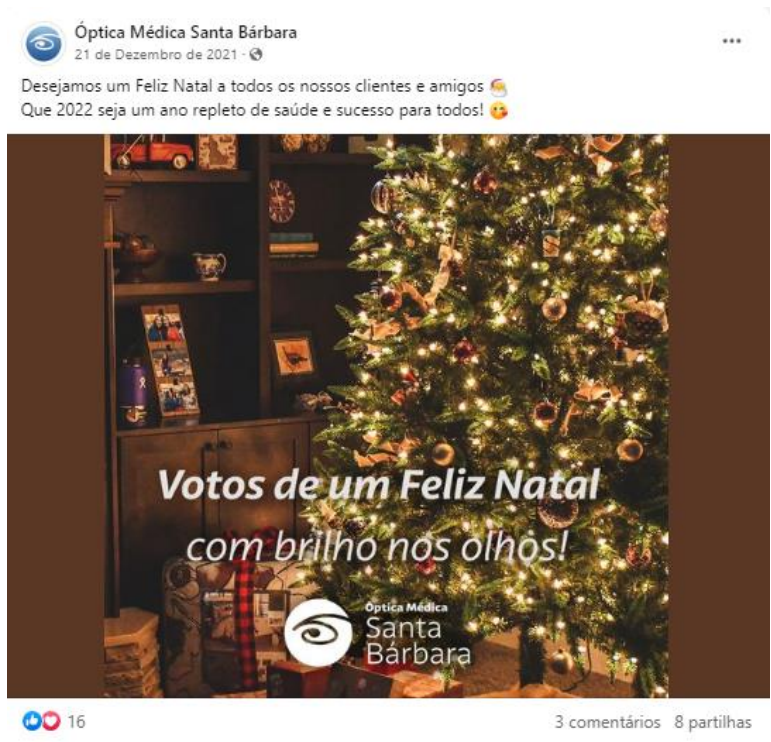 Óptica Médica Santa Bárbara
21 de Dezembro de 2021 ·
Desejamos um Feliz Natal a todos os nossos clientes e amigos 🎅
Que 2022 seja um ano repleto de saúde e sucesso para todos! 😘
Votos de um Feliz Natal
com brilho nos olhos!
Óptica Médica
Santa
Bárbara
16
3 comentários 8 partilhas